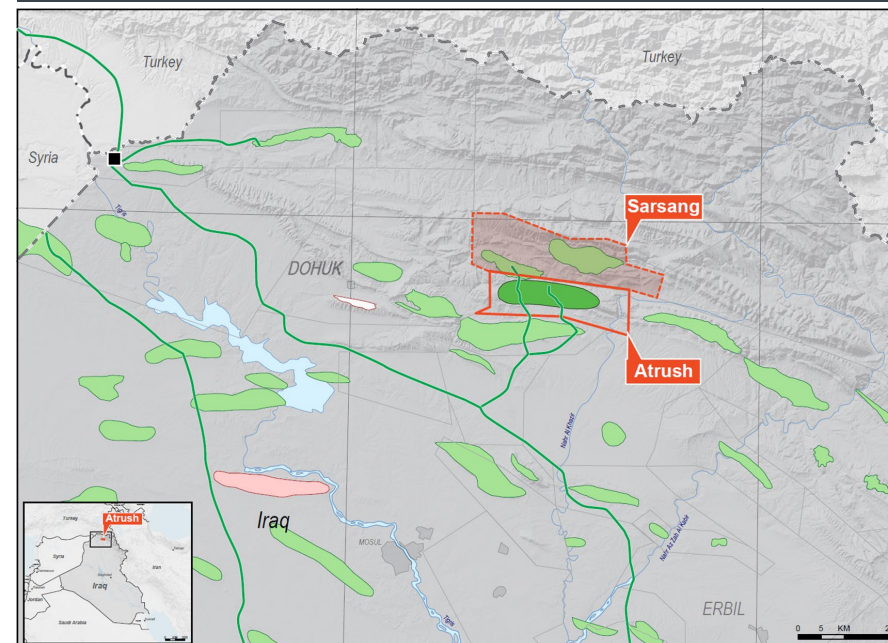 Turkey
Turkey
Syria
Tigris
Sarsang
DOHUK
Atrush
Nahr Al Khazir
Iraq
MOSUL
Nahr Az Zab Al Kabir
Tigris
ERBIL
0 5 KM
Atrush
Turkey
Syria
Iran
Iraq
Jordan
Saudi Arabia